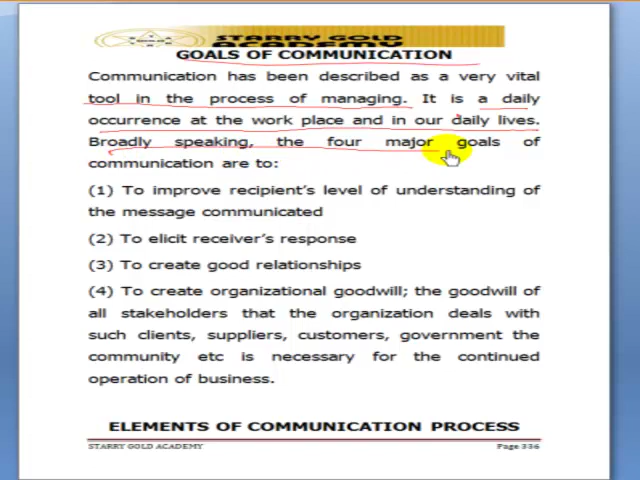 STARRY GOLD
ACADEMY
GOALS OF COMMUNICATION
Communication has been described as a very vital
tool in the process of managing. It is a daily
occurrence at the work place and in our daily lives.
Broadly speaking, the four major goals of
communication are to:
(1) To improve recipient's level of understanding of
the message communicated
(2) To elicit receiver's response
(3) To create good relationships
(4) To create organizational goodwill; the goodwill of
all stakeholders that the organization deals with
such clients, suppliers, customers, government the
community etc is necessary for the continued
operation of business.
ELEMENTS OF COMMUNICATION PROCESS
STARRY GOLD ACADEMY Page 336